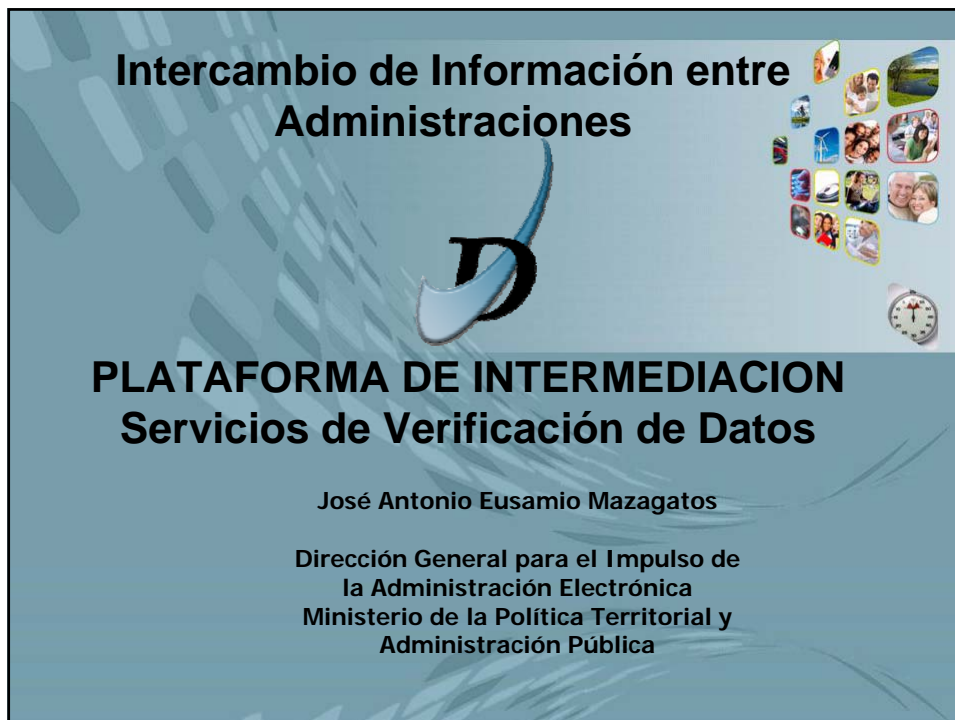 Intercambio de Información entre
Administraciones
D
PLATAFORMA DE INTERMEDIACION
Servicios de Verificación de Datos
José Antonio Eusamio Mazagatos
Dirección General para el Impulso de
la Administración Electrónica
Ministerio de la Política Territorial y
Administración Pública